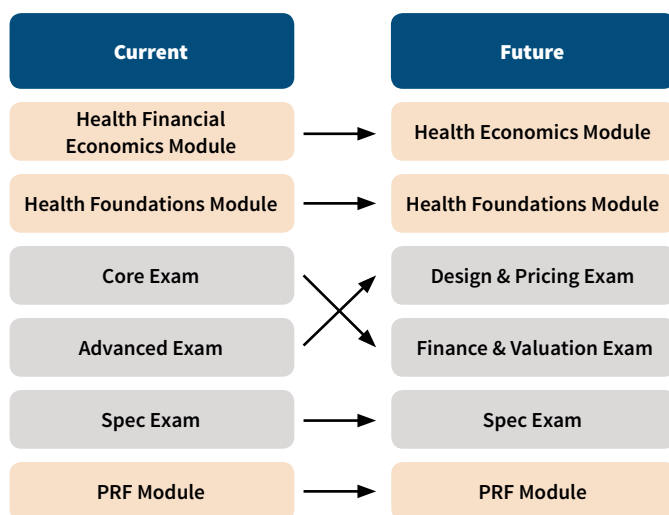 Current
Future
Health Financial
Economics Module
Health Economics Module
Health Foundations Module
Health Foundations Module
Core Exam
Design & Pricing Exam
Advanced Exam
Finance & Valuation Exam
Spec Exam
Spec Exam
PRF Module
PRF Module